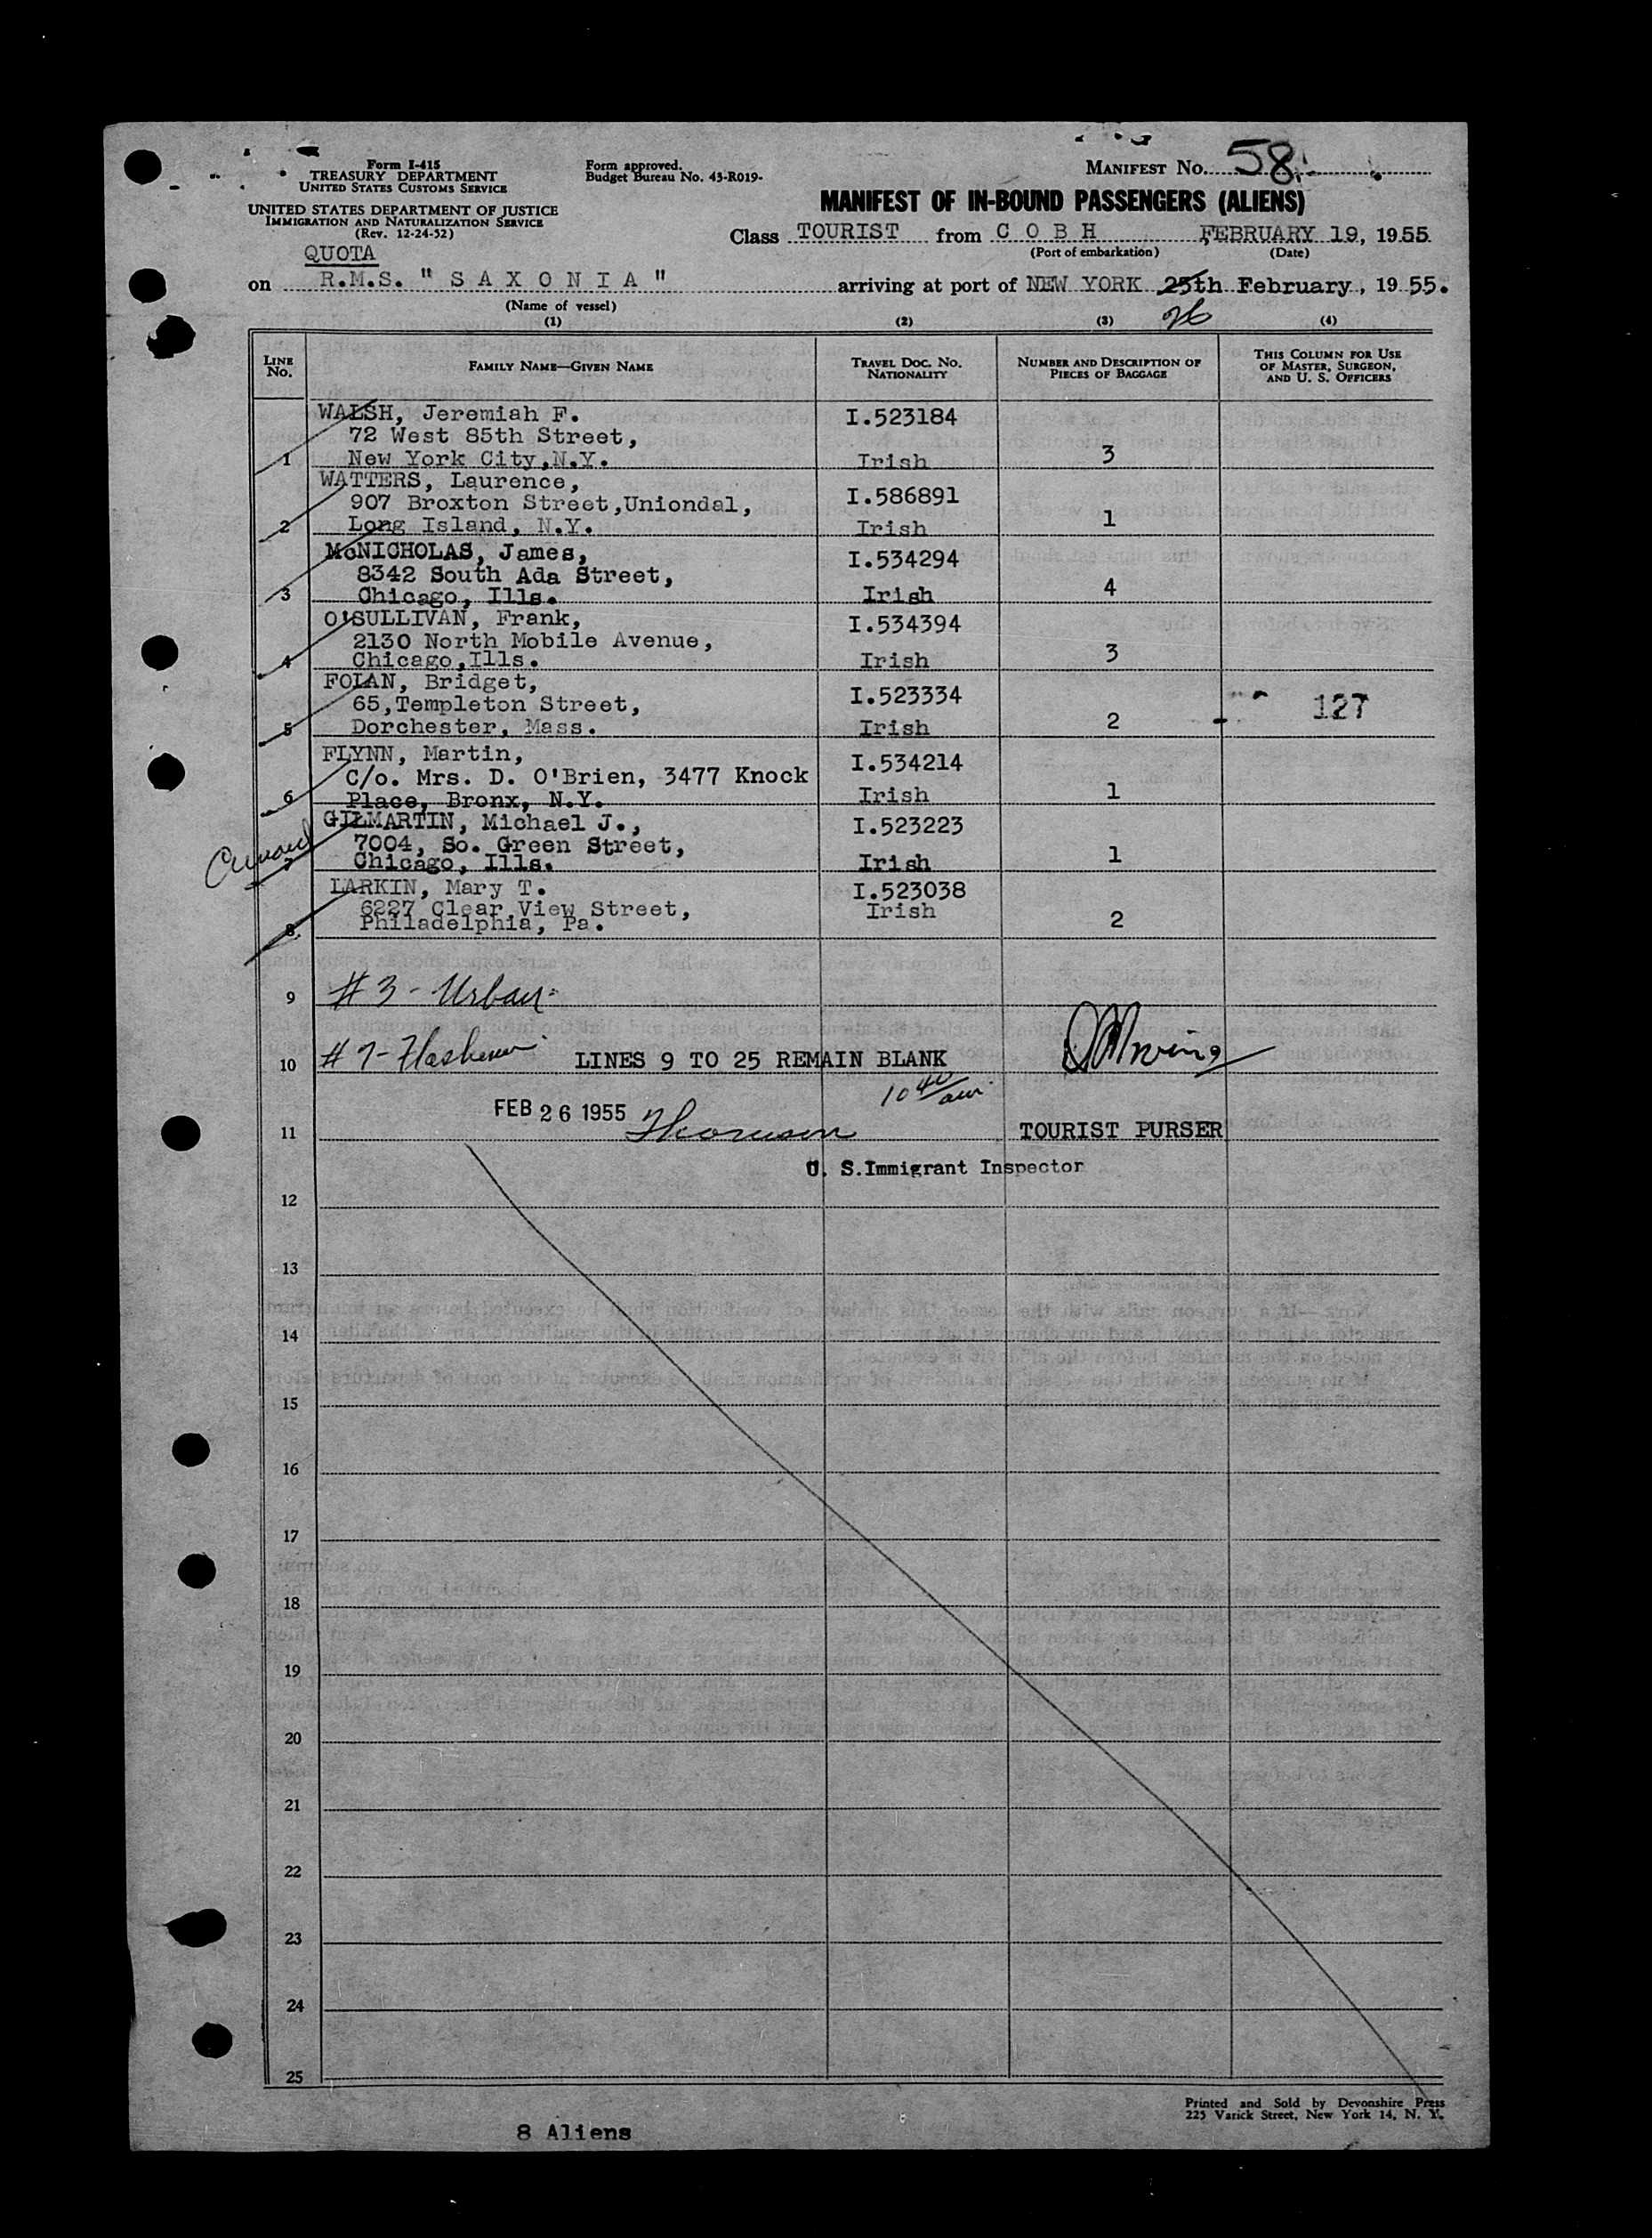 Form I-415
TREASURY DEPARTMENT
UNITED STATES CUSTOMS SERVICE
UNITED STATES DEPARTMENT OF JUSTICE
IMMIGRATION AND NATURALIZATION SERVICE
(Rev. 12-24-52)
Form approved.
Budget Bureau No. 43-R019-
MANIFEST NO. 58
MANIFEST OF IN-BOUND PASSENGERS (ALIENS)
Class TOURIST from C O B H FEBRUARY 19, 1955
(Port of embarkation) (Date)
QUOTA
on R.M.S. " S A X O N I A " arriving at port of NEW YORK 25th February, 1955.
26
(Name of vessel)
(1) (2) (3) (4)
LINE NO. FAMILY NAME—GIVEN NAME TRAVEL DOC. NO. NATIONALITY NUMBER AND DESCRIPTION OF PIECES OF BAGGAGE THIS COLUMN FOR USE OF MASTER, SURGEON, AND U. S. OFFICERS
WALSH, Jeremiah F. I.523184
72 West 85th Street,
1 New York City,N.Y. Irish 3
WATTERS, Laurence, I.586891
907 Broxton Street,Uniondal,
2 Long Island, N.Y. Irish 1
McNICHOLAS, James, I.534294
8342 South Ada Street,
3 Chicago, Ills. Irish 4
O'SULLIVAN, Frank, I.534394
2130 North Mobile Avenue,
4 Chicago,Ills. Irish 3
FOLAN, Bridget, I.523334
65,Templeton Street, 127
5 Dorchester, Mass. Irish 2
FLYNN, Martin, I.534214
C/o. Mrs. D. O'Brien, 3477 Knock
6 Place, Bronx, N.Y. Irish 1
GILMARTIN, Michael J., I.523223
Cunard 7004, So. Green Street,
7 Chicago, Ills. Irish 1
LARKIN, Mary T. I.523038
6227 Clear View Street, Irish
8 Philadelphia, Pa. 2
9 #3 - Urban
10 #7 - LINES 9 TO 25 REMAIN BLANK
10 40/am
FEB 26 1955
11 TOURIST PURSER
U. S.Immigrant Inspector
12
13
14
15
16
17
18
19
20
21
22
23
24
25
Printed and Sold by Devonshire Press
225 Varick Street, New York 14, N. Y.
8 Aliens